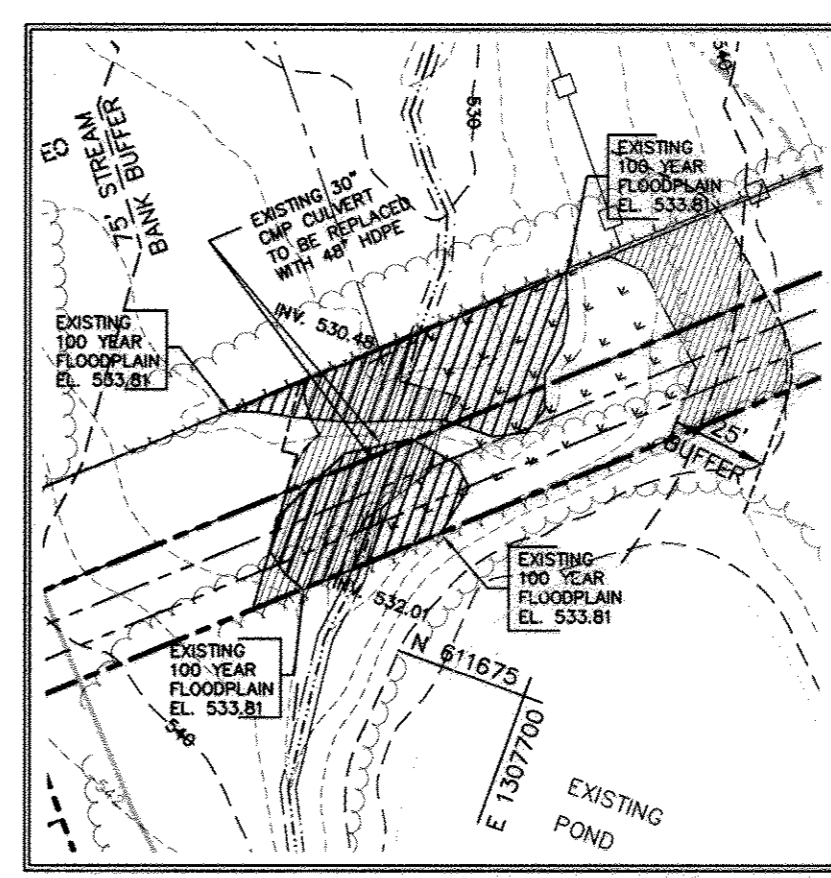 540
530
EXISTING
100 YEAR
FLOODPLAIN
EL. 533.81
75' STREAM
BANK BUFFER
EXISTING 30"
CMP CULVERT
TO BE REPLACED
WITH 48" HDPE
INV. 530.45
EXISTING
100 YEAR
FLOODPLAIN
EL. 533.81
25'
BUFFER
EXISTING
100 YEAR
FLOODPLAIN
EL. 533.81
INV. 532.01
EXISTING
100 YEAR
FLOODPLAIN
EL. 533.81
540
N 611675
E 1307700
EXISTING
POND